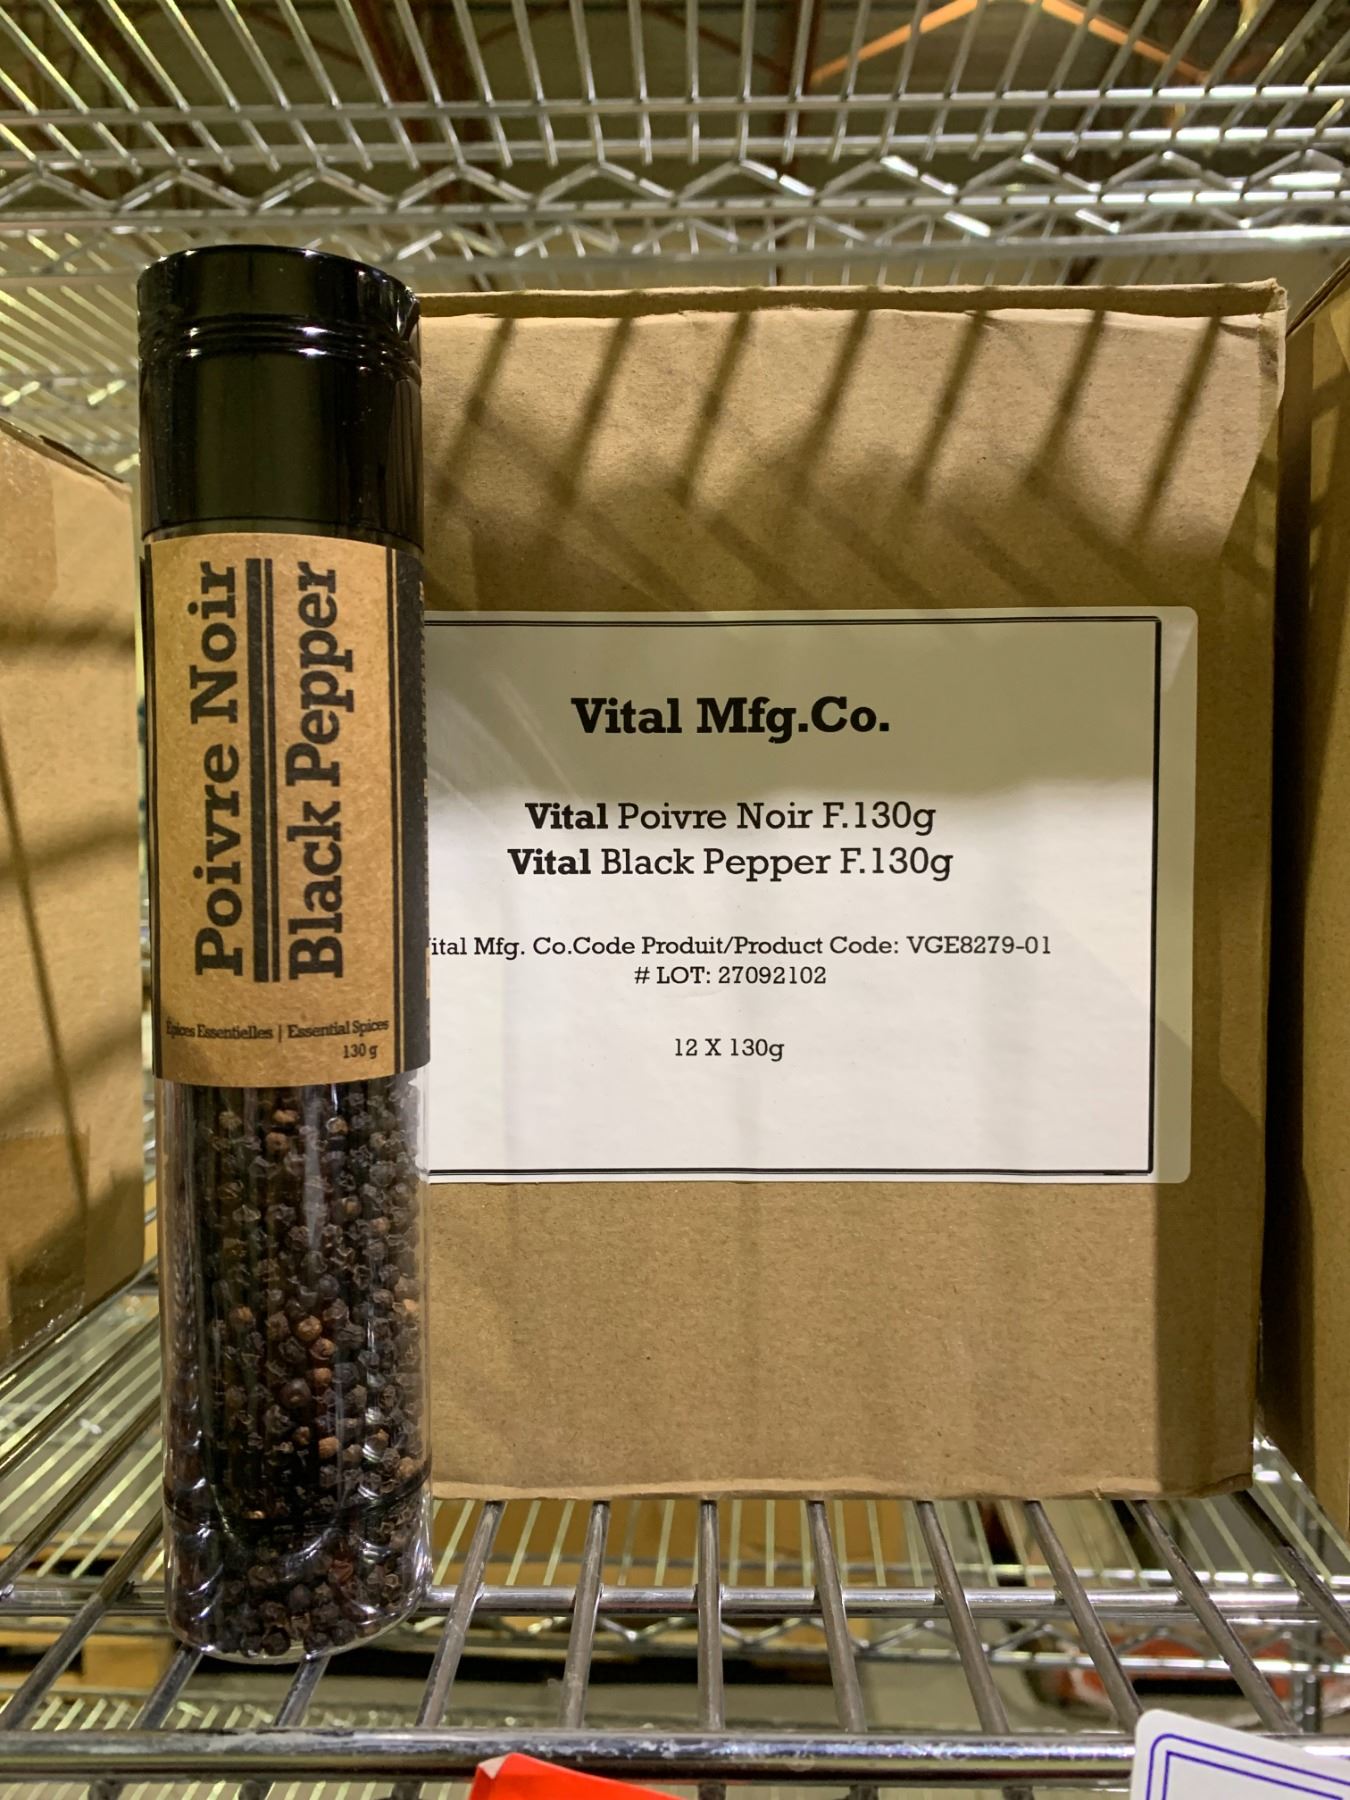 Poivre Noir
Black Pepper
Épices Essentielles | Essential Spices
130 g
Vital Mfg.Co.
Vital Poivre Noir F.130g
Vital Black Pepper F.130g
ital Mfg. Co.Code Produit/Product Code: VGE8279-01
# LOT: 27092102
12 X 130g